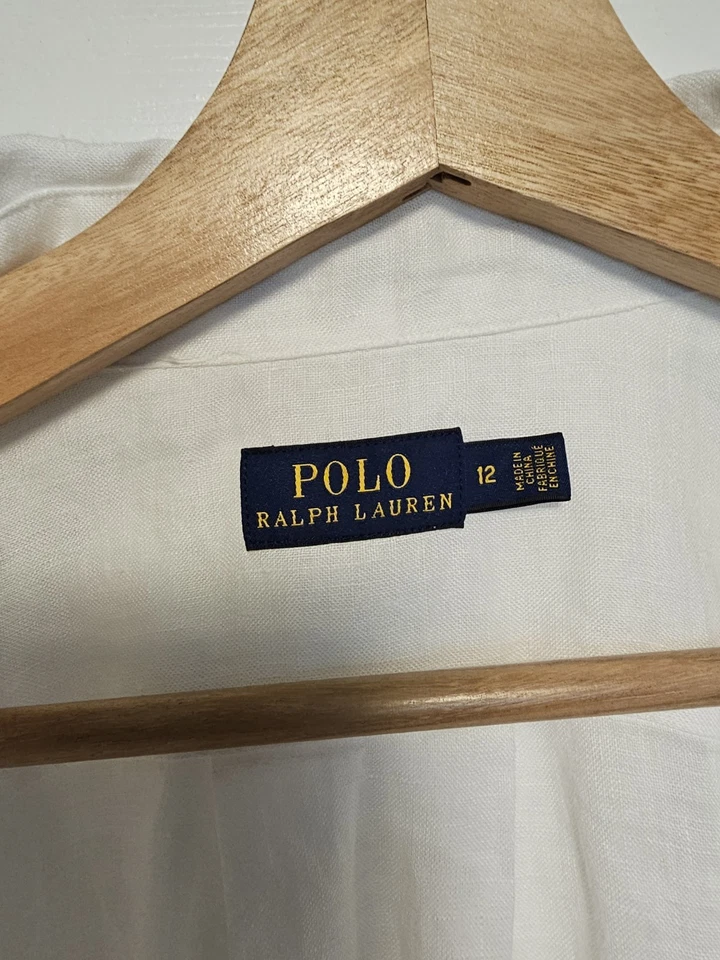 POLO
RALPH LAUREN
12
MADE IN
CHINA
FABRIQUÉ
EN CHINE